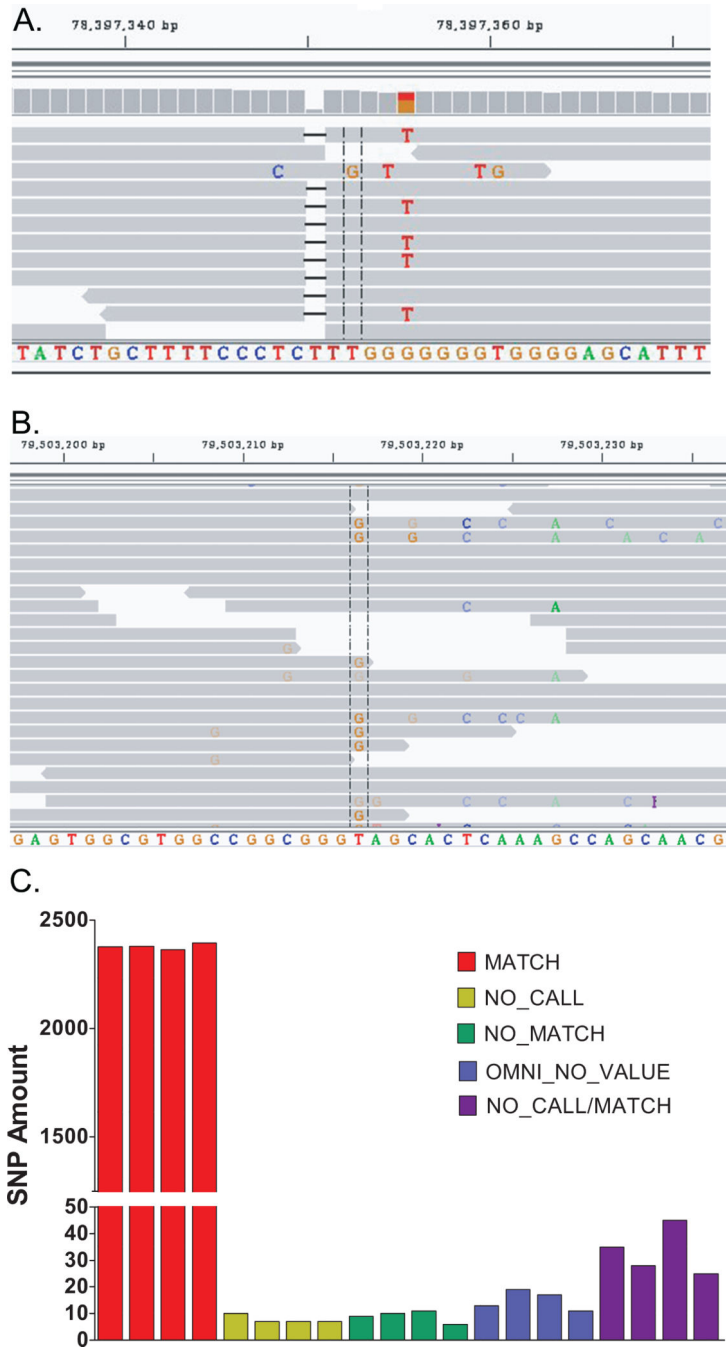 A.
78,397,340 bp 78,397,360 bp
T
C G T T G
T
T
T
T
T A T C T G C T T T T C C C T C T T T G G G G G G G T G G G G A G C A T T T
B.
79,503,200 bp 79,503,210 bp 79,503,220 bp 79,503,230 bp
G G C C A C C
G G C A A C A
C A
G
G
G G G A
G G C C C A
G G
G
G
G G C C A C
G
G A G T G G C G T G G C C G G C G G G T A G C A C T C A A A G C C A G C A A C G
C.
SNP Amount
2500
2000
1500
50
40
30
20
10
0
MATCH
NO_CALL
NO_MATCH
OMNI_NO_VALUE
NO_CALL/MATCH